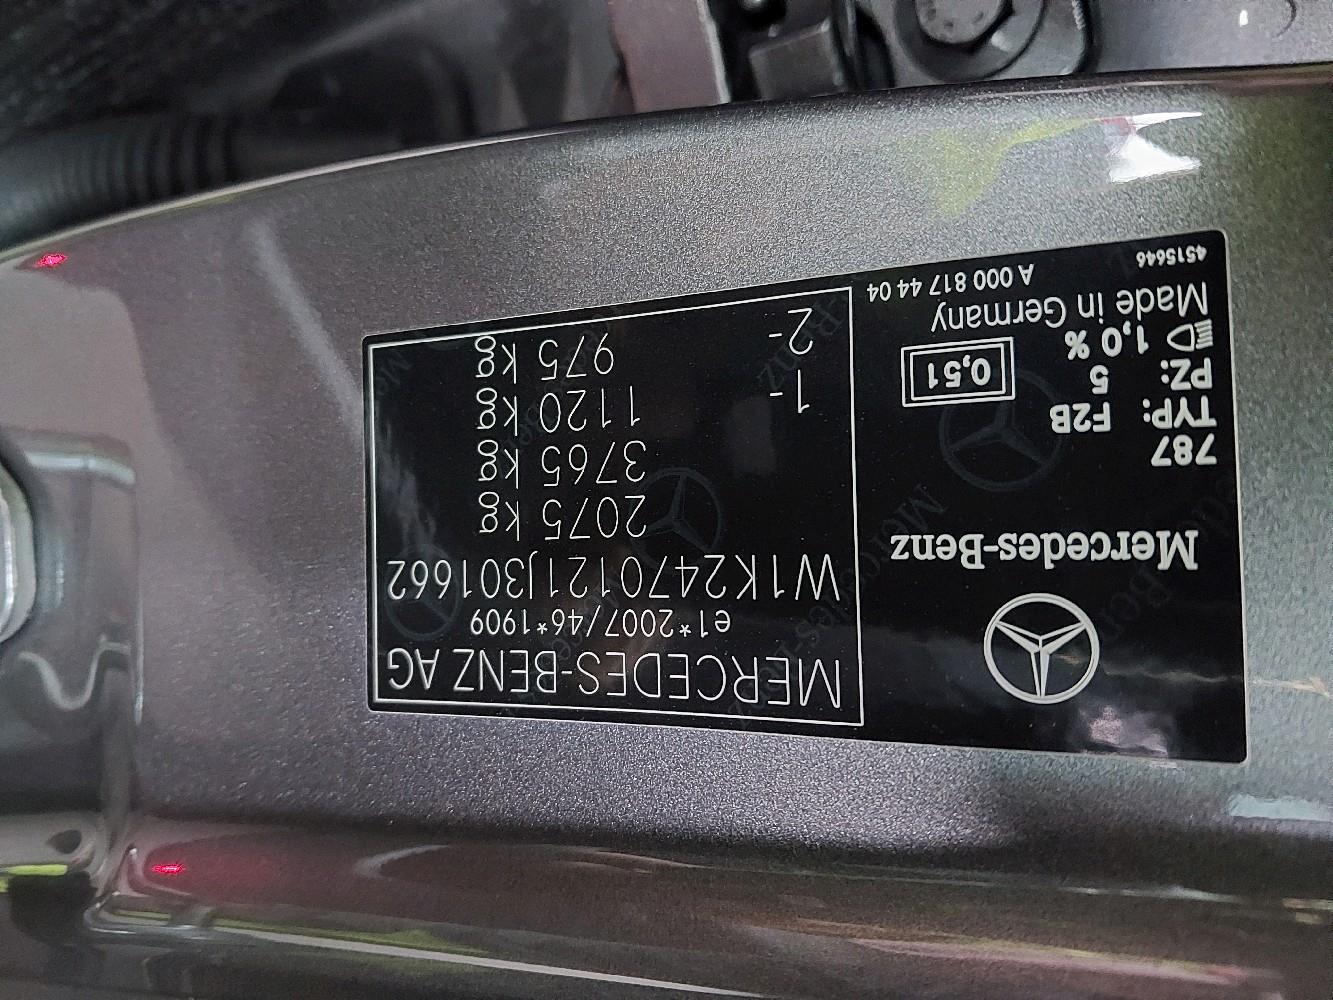 Mercedes-Benz
787
TYP: F2B
PZ: 5
1,0 %
0,51
Made in Germany
A 000 817 44 04
4515646
MERCEDES-BENZ AG
e1*2007/46*1909
W1K2470121J301662
2075 kg
3765 kg
1- 1120 kg
2- 975 kg